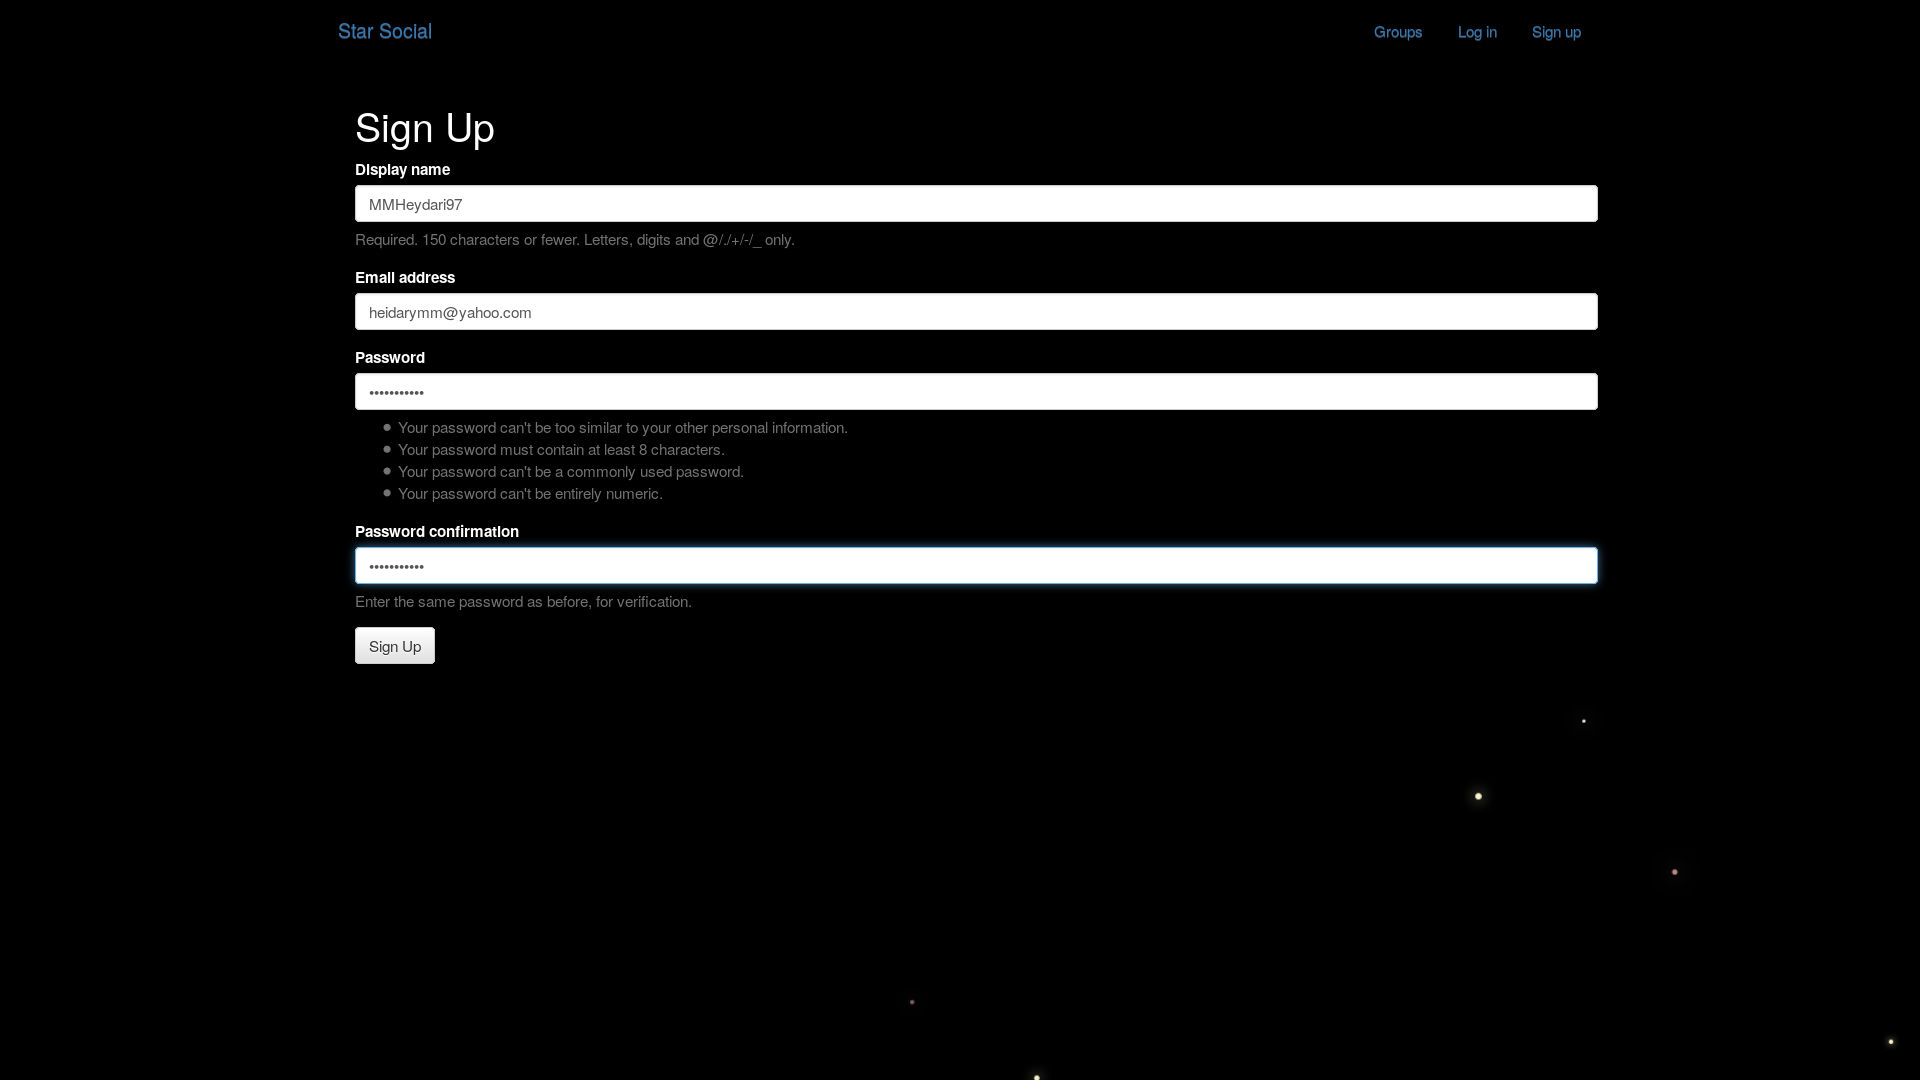 Star Social
Groups
Log in
Sign up
Sign Up
Display name
MMHeydari97
Required. 150 characters or fewer. Letters, digits and @/./+/-/_ only.
Email address
heidarymm@yahoo.com
Password
•••••••••••
Your password can't be too similar to your other personal information.
Your password must contain at least 8 characters.
Your password can't be a commonly used password.
Your password can't be entirely numeric.
Password confirmation
•••••••••••
Enter the same password as before, for verification.
Sign Up